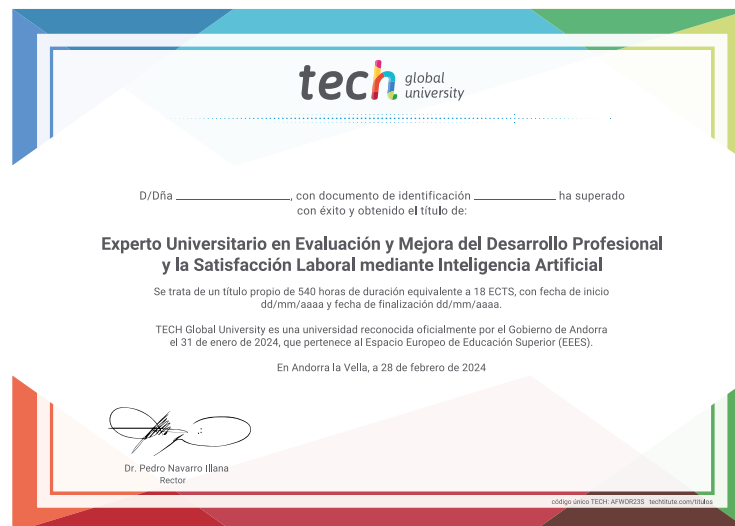 tech global university
D/Dña ____________________, con documento de identificación ______________ ha superado
con éxito y obtenido el título de:
Experto Universitario en Evaluación y Mejora del Desarrollo Profesional
y la Satisfacción Laboral mediante Inteligencia Artificial
Se trata de un título propio de 540 horas de duración equivalente a 18 ECTS, con fecha de inicio
dd/mm/aaaa y fecha de finalización dd/mm/aaaa.
TECH Global University es una universidad reconocida oficialmente por el Gobierno de Andorra
el 31 de enero de 2024, que pertenece al Espacio Europeo de Educación Superior (EEES).
En Andorra la Vella, a 28 de febrero de 2024
Dr. Pedro Navarro Illana
Rector
código único TECH: AFWOR23S techtitute.com/titulos